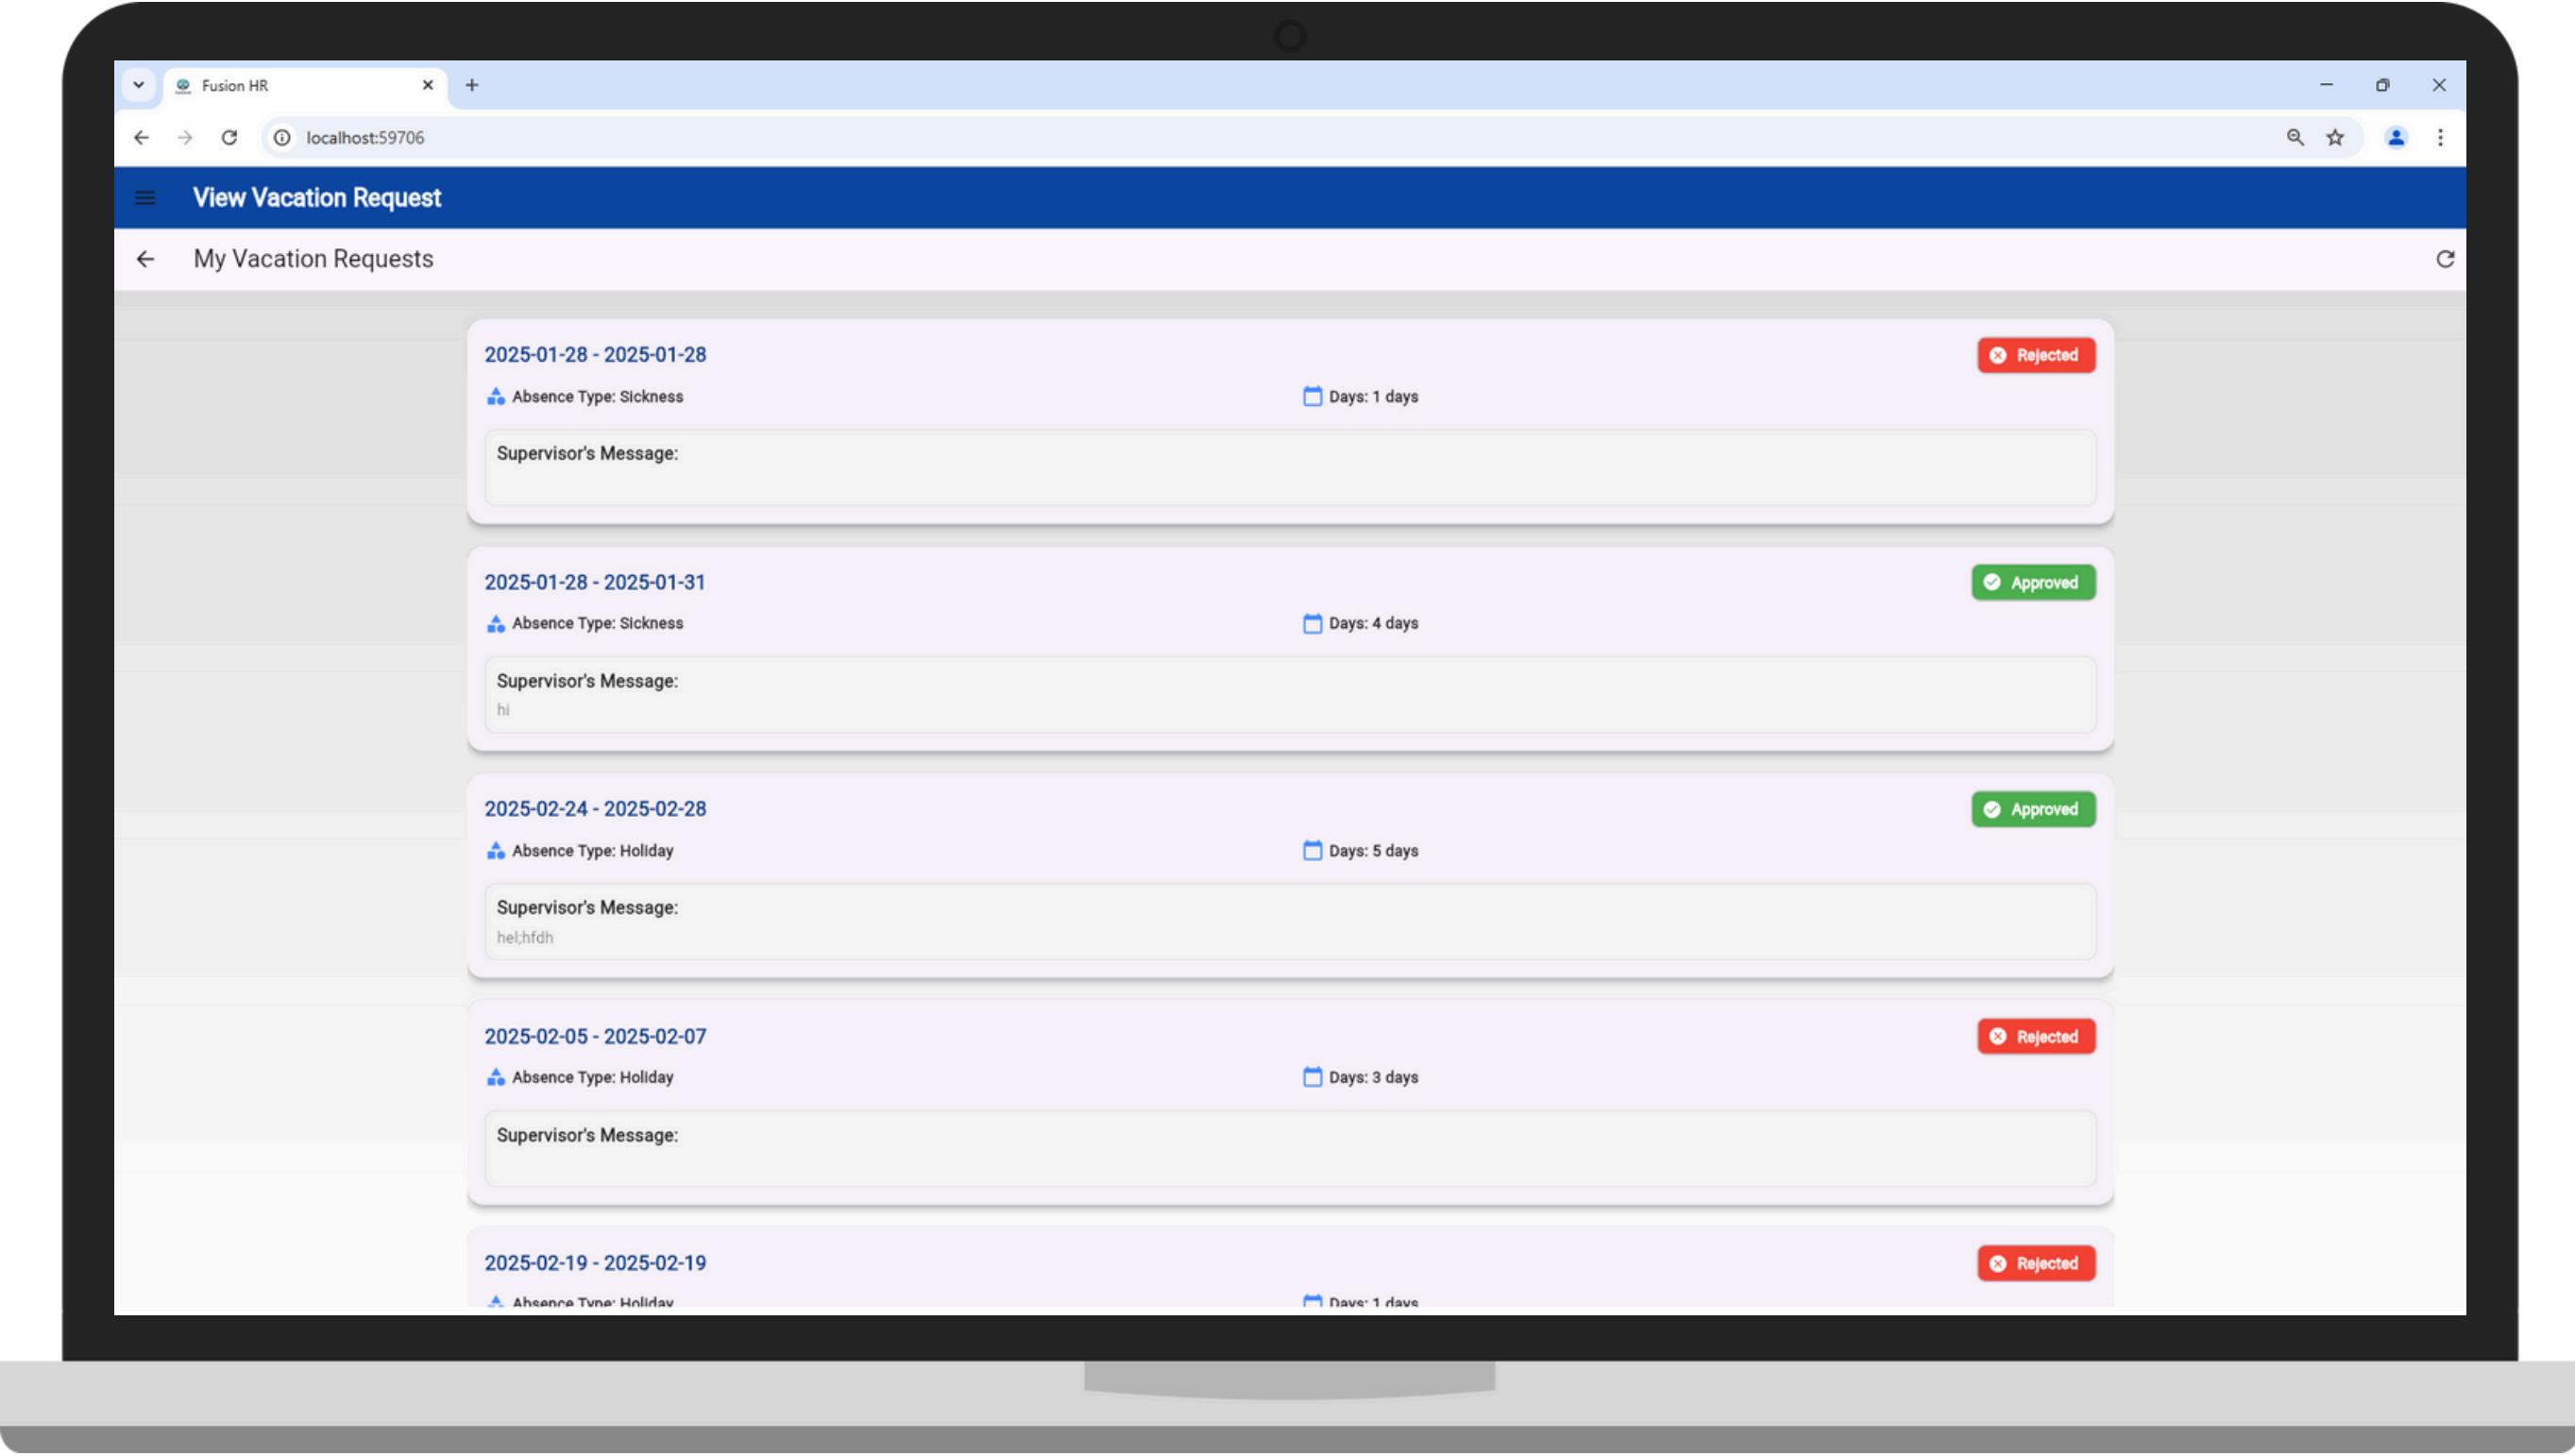 Fusion HR
localhost:59706
View Vacation Request
My Vacation Requests
2025-01-28 - 2025-01-28 Rejected
Absence Type: Sickness Days: 1 days
Supervisor's Message:
2025-01-28 - 2025-01-31 Approved
Absence Type: Sickness Days: 4 days
Supervisor's Message:
hi
2025-02-24 - 2025-02-28 Approved
Absence Type: Holiday Days: 5 days
Supervisor's Message:
hel;hfdh
2025-02-05 - 2025-02-07 Rejected
Absence Type: Holiday Days: 3 days
Supervisor's Message:
2025-02-19 - 2025-02-19 Rejected
Absence Type: Holiday Days: 1 days